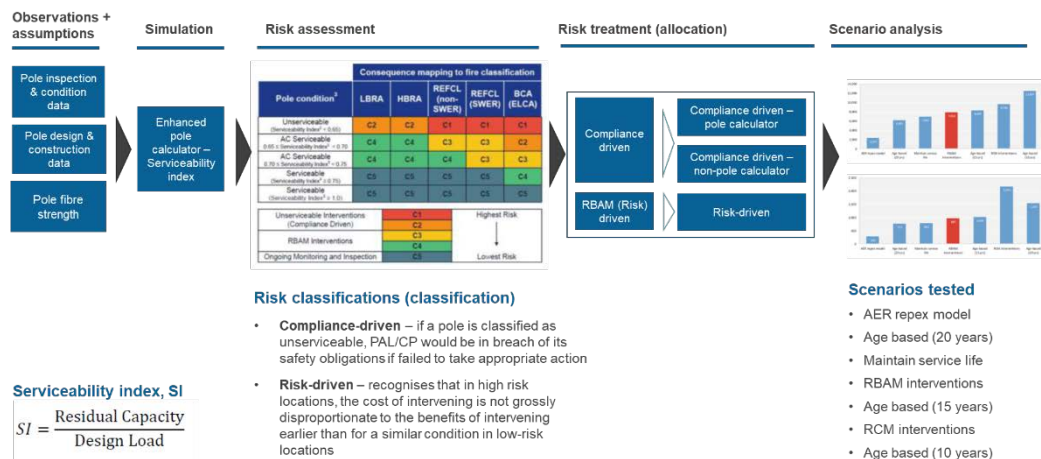 Observations +
assumptions
Simulation
Risk assessment
Risk treatment (allocation)
Scenario analysis
Pole inspection
& condition
data
Pole design &
construction
data
Pole fibre
strength
Enhanced
pole
calculator –
Serviceability
index
Consequence mapping to fire classification
Pole condition
LBRA
HBRA
REFCL
(non-
SWER)
REFCL
(SWER)
BCA
(ELCA)
Unserviceable
C2 C2 C1 C1 C1
AC Serviceable
C4 C4 C3 C3 C2
AC Serviceable
C4 C4 C4 C3 C3
Serviceable
C5 C5 C5 C5 C4
Serviceable
C5 C5 C5 C5 C5
Unserviceable Interventions
(Compliance Driven)
C1
C2
Highest Risk
RBAM Interventions
C3
C4
Ongoing Monitoring and Inspection
C5
Lowest Risk
Compliance
driven
Compliance driven –
pole calculator
Compliance driven –
non-pole calculator
RBAM (Risk)
driven
Risk-driven
Risk classifications (classification)
• Compliance-driven – if a pole is classified as
unserviceable, PAL/CP would be in breach of its
safety obligations if failed to take appropriate action
• Risk-driven – recognises that in high risk
locations, the cost of intervening is not grossly
disproportionate to the benefits of intervening
earlier than for a similar condition in low-risk
locations
Serviceability index, SI
SI = Residual Capacity
Design Load
Scenarios tested
• AER repex model
• Age based (20 years)
• Maintain service life
• RBAM interventions
• Age based (15 years)
• RCM interventions
• Age based (10 years)